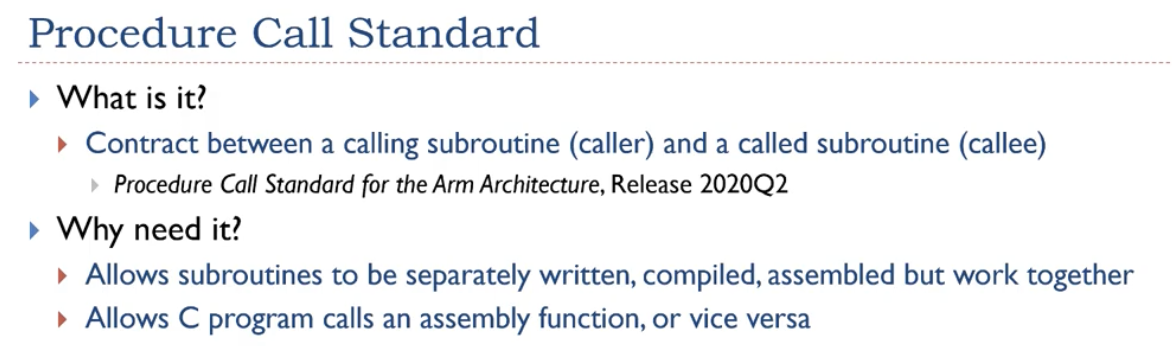 Procedure Call Standard
What is it?
Contract between a calling subroutine (caller) and a called subroutine (callee)
Procedure Call Standard for the Arm Architecture, Release 2020Q2
Why need it?
Allows subroutines to be separately written, compiled, assembled but work together
Allows C program calls an assembly function, or vice versa